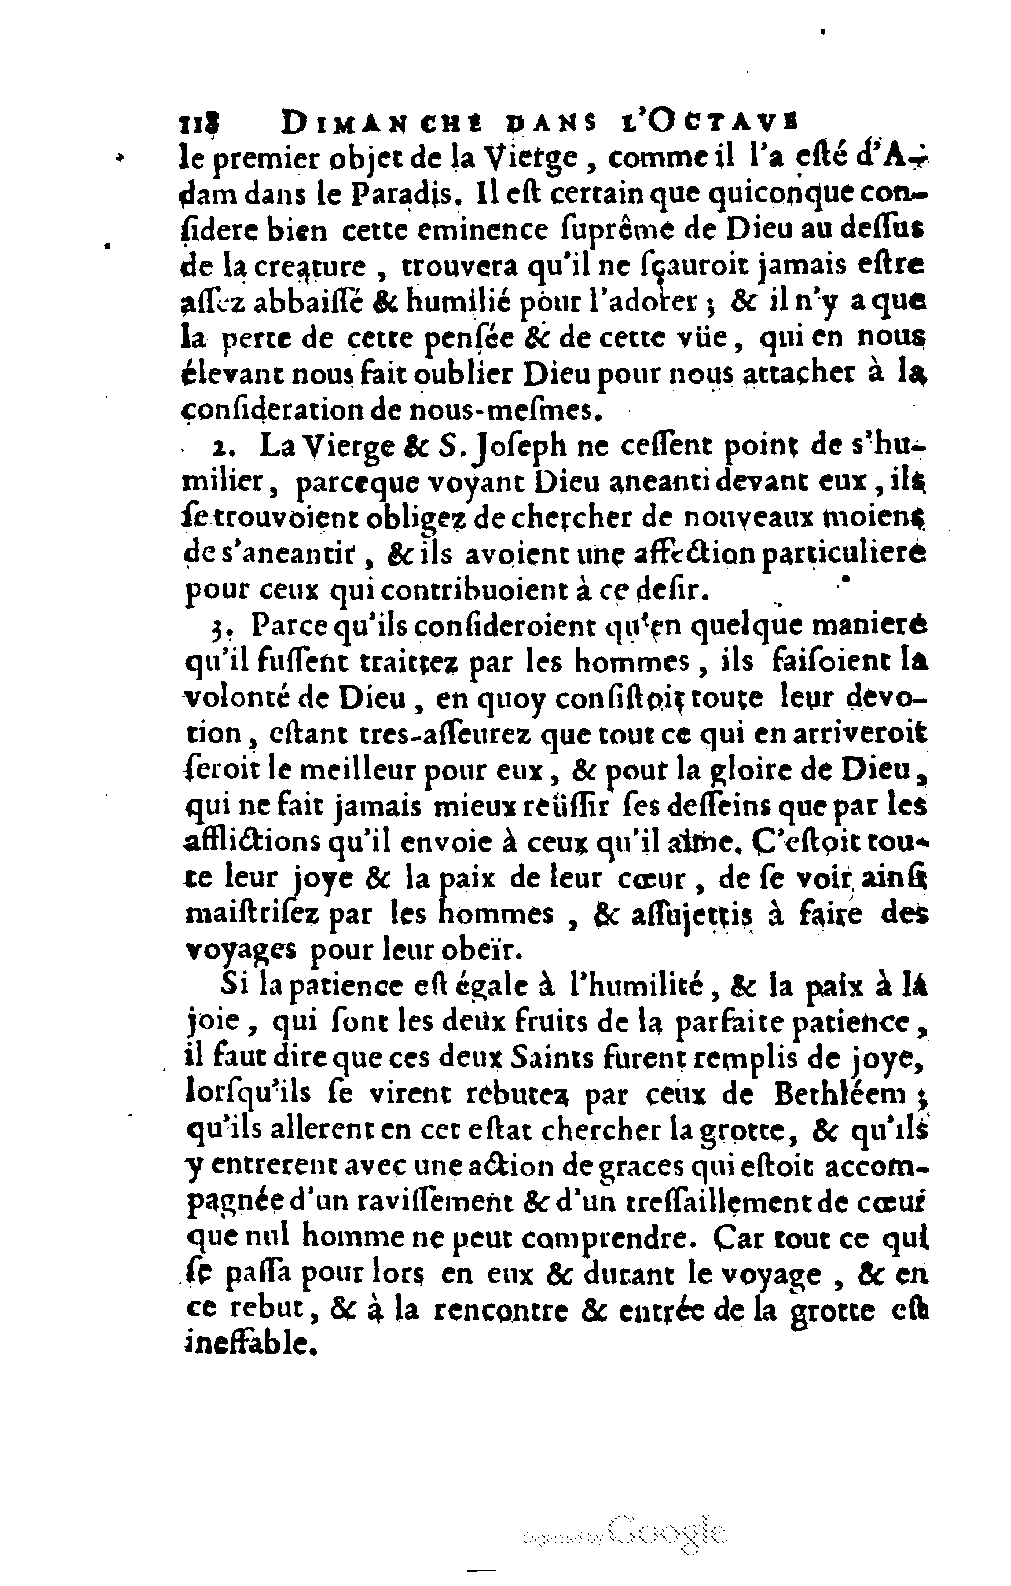 118 DIMANCHE DANS L'OCTAVE
le premier objet de la Vierge, comme il l'a eſté d'A-
dam dans le Paradis. Il eſt certain que quiconque con-
ſidere bien cette eminence ſuprême de Dieu au deſſus
de la creature, trouvera qu'il ne ſçauroit jamais eſtre
aſſez abbaiſſé & humilié pour l'adorer; & il n'y a que
la perte de cette penſée & de cette vüe, qui en nous
élevant nous fait oublier Dieu pour nous attacher à la
conſideration de nous-meſmes.
2. La Vierge & S. Joſeph ne ceſſent point de s'hu-
milier, parceque voyant Dieu aneanti devant eux, ils
ſe trouvoient obligez de chercher de nouveaux moiens
de s'aneantir, & ils avoient une affection particuliere
pour ceux qui contribuoient à ce deſir.
3. Parce qu'ils conſideroient qu'en quelque maniere
qu'il fuſſent traittez par les hommes, ils faiſoient la
volonté de Dieu, en quoy conſiſtoit toute leur devo-
tion, eſtant tres-aſſeurez que tout ce qui en arriveroit
ſeroit le meilleur pour eux, & pour la gloire de Dieu,
qui ne fait jamais mieux reüſſir ſes deſſeins que par les
afflictions qu'il envoie à ceux qu'il aime. C'eſtoit tou-
te leur joye & la paix de leur cœur, de ſe voir ainſi
maiſtriſez par les hommes, & aſſujettis à faire des
voyages pour leur obeïr.
Si la patience eſt égale à l'humilité, & la paix à la
joie, qui ſont les deux fruits de la parfaite patience,
il faut dire que ces deux Saints furent remplis de joye,
lorſqu'ils ſe virent rebutez par ceux de Bethléem;
qu'ils allerent en cet eſtat chercher la grotte, & qu'ils
y entrerent avec une action de graces qui eſtoit accom-
pagnée d'un raviſſement & d'un treſſaillement de cœur
que nul homme ne peut comprendre. Car tout ce qui
ſe paſſa pour lors en eux & durant le voyage, & en
ce rebut, & à la rencontre & entrée de la grotte eſt
ineffable.
Digitized by Google